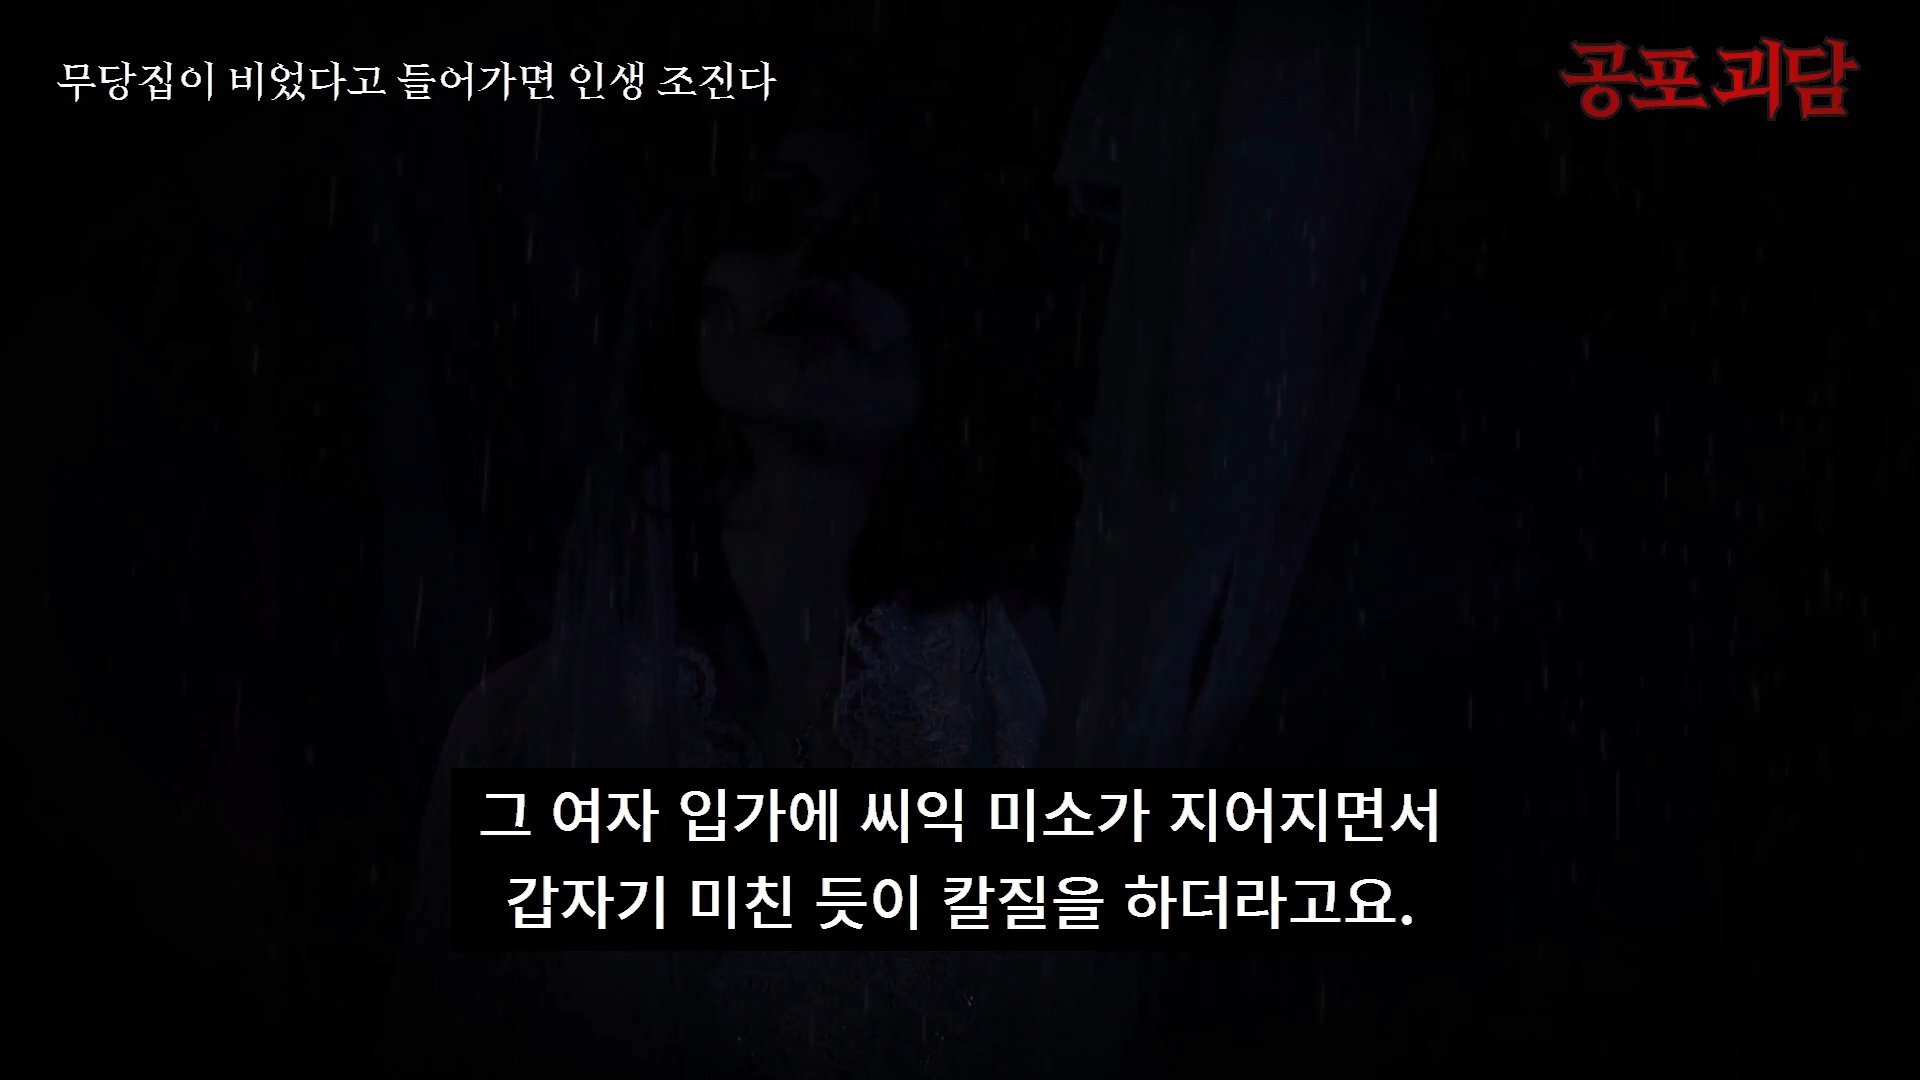 무당집이 비었다고 들어가면 인생 조진다
공포 괴담
그 여자 입가에 씨익 미소가 지어지면서
갑자기 미친 듯이 칼질을 하더라고요.